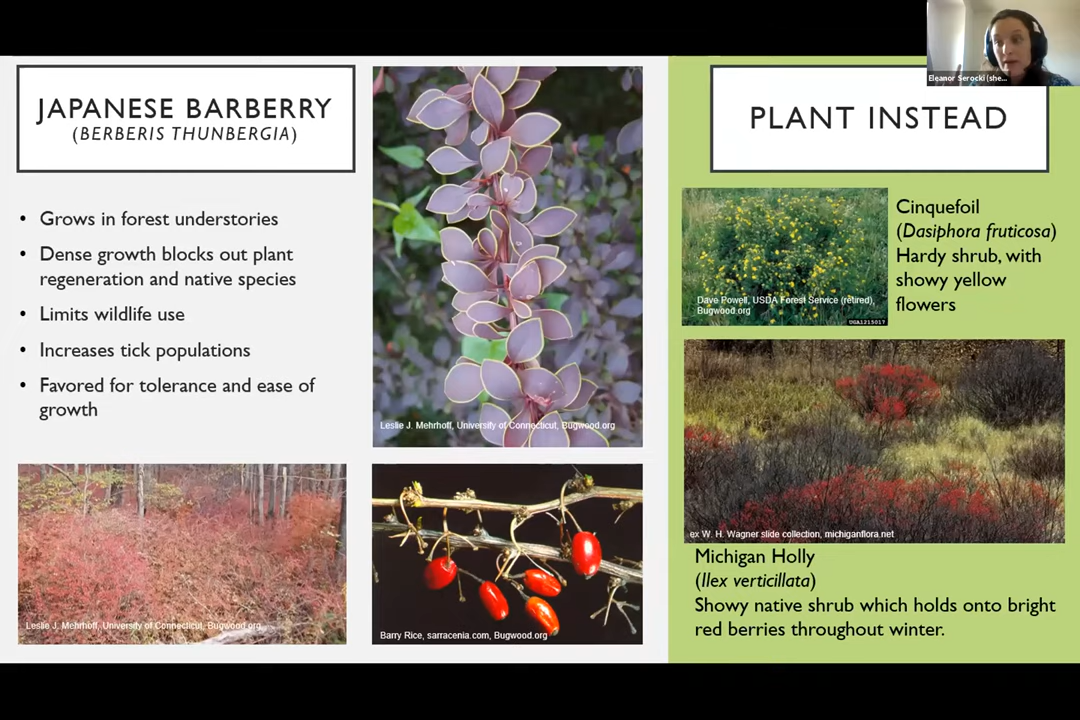 JAPANESE BARBERRY
(BERBERIS THUNBERGIA)
• Grows in forest understories
• Dense growth blocks out plant
regeneration and native species
• Limits wildlife use
• Increases tick populations
• Favored for tolerance and ease of
growth
Leslie J. Mehrhoff, University of Connecticut, Bugwood.org
Leslie J. Mehrhoff, University of Connecticut, Bugwood.org
Barry Rice, sarracenia.com, Bugwood.org
Eleanor Serocki (she...
PLANT INSTEAD
Dave Powell, USDA Forest Service (retired),
Bugwood.org
UGA1215017
Cinquefoil
(Dasiphora fruticosa)
Hardy shrub, with
showy yellow
flowers
ex W. H. Wagner slide collection, michiganflora.net
Michigan Holly
(Ilex verticillata)
Showy native shrub which holds onto bright
red berries throughout winter.